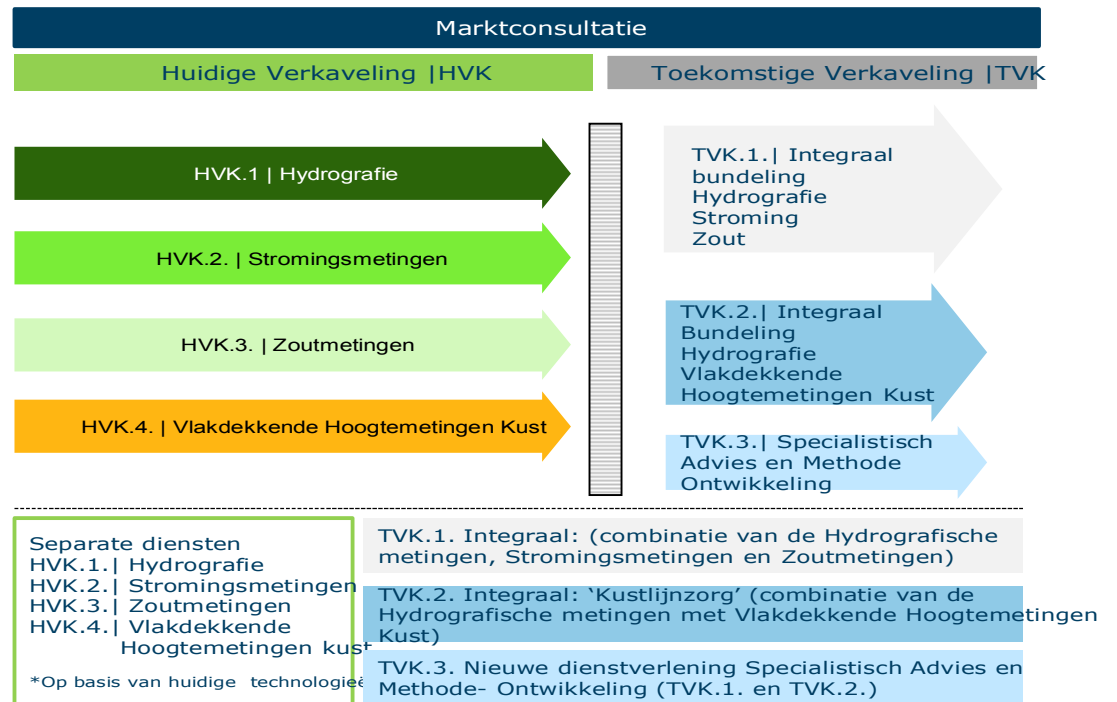 Marktconsultatie
Huidige Verkaveling |HVK
Toekomstige Verkaveling |TVK
HVK.1 | Hydrografie
HVK.2. | Stromingsmetingen
HVK.3. | Zoutmetingen
HVK.4. | Vlakdekkende Hoogtemetingen Kust
TVK.1.| Integraal
bundeling
Hydrografie
Stroming
Zout
TVK.2.| Integraal
Bundeling
Hydrografie
Vlakdekkende
Hoogtemetingen Kust
TVK.3.| Specialistisch
Advies en Methode
Ontwikkeling
Separate diensten
HVK.1.| Hydrografie
HVK.2.| Stromingsmetingen
HVK.3.| Zoutmetingen
HVK.4.| Vlakdekkende
Hoogtemetingen kust
*Op basis van huidige technologieë
TVK.1. Integraal: (combinatie van de Hydrografische
metingen, Stromingsmetingen en Zoutmetingen)
TVK.2. Integraal: ‘Kustlijnzorg’ (combinatie van de
Hydrografische metingen met Vlakdekkende Hoogtemetingen
Kust)
TVK.3. Nieuwe dienstverlening Specialistisch Advies en
Methode- Ontwikkeling (TVK.1. en TVK.2.)